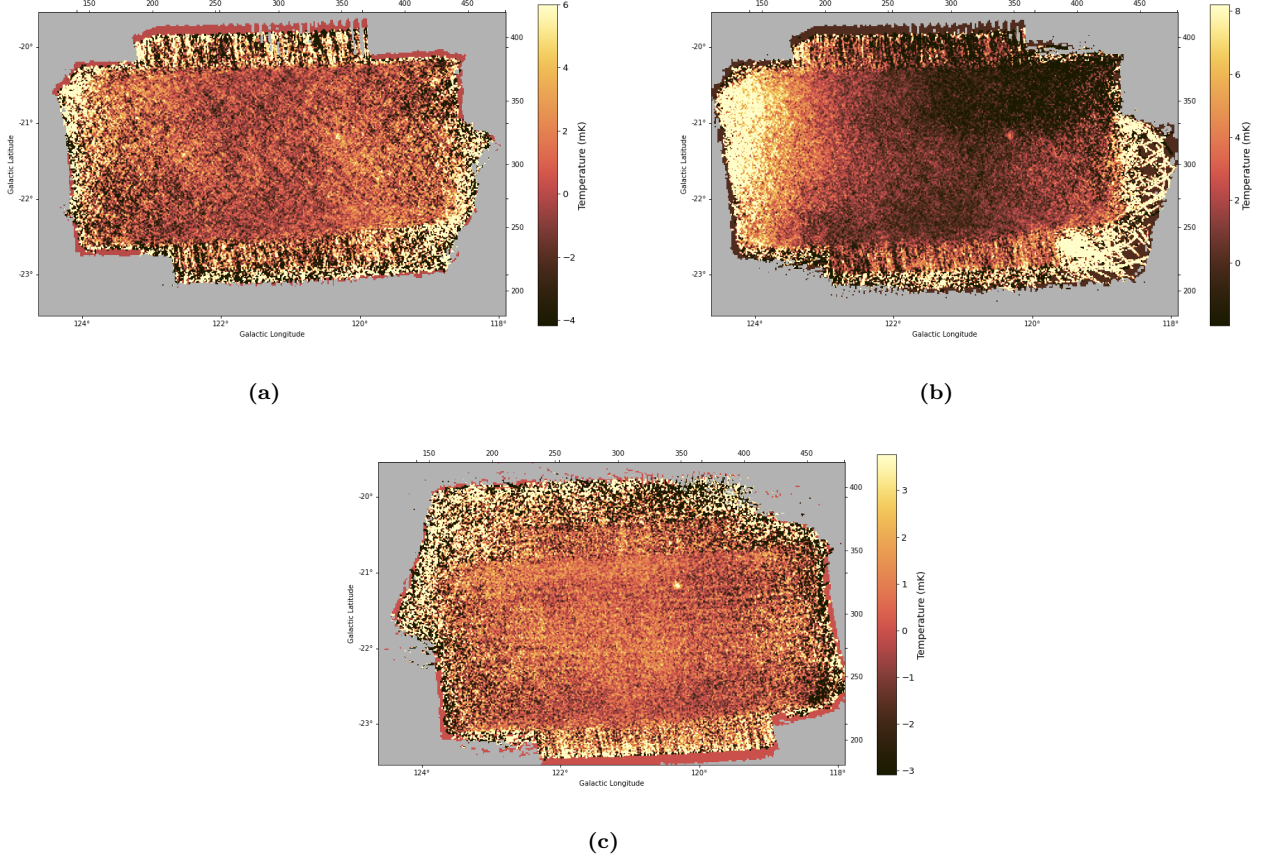 150 200 250 300 350 400 450
-20°
-21°
-22°
-23°
Galactic Latitude
400
350
300
250
200
124° 122° 120° 118°
Galactic Longitude
6
4
2
0
−2
−4
Temperature (mK)
(a)
150 200 250 300 350 400 450
-20°
-21°
-22°
-23°
Galactic Latitude
400
350
300
250
200
124° 122° 120° 118°
Galactic Longitude
8
6
4
2
0
Temperature (mK)
(b)
150 200 250 300 350 400 450
-20°
-21°
-22°
-23°
Galactic Latitude
400
350
300
250
200
124° 122° 120° 118°
Galactic Longitude
3
2
1
0
−1
−2
−3
Temperature (mK)
(c)